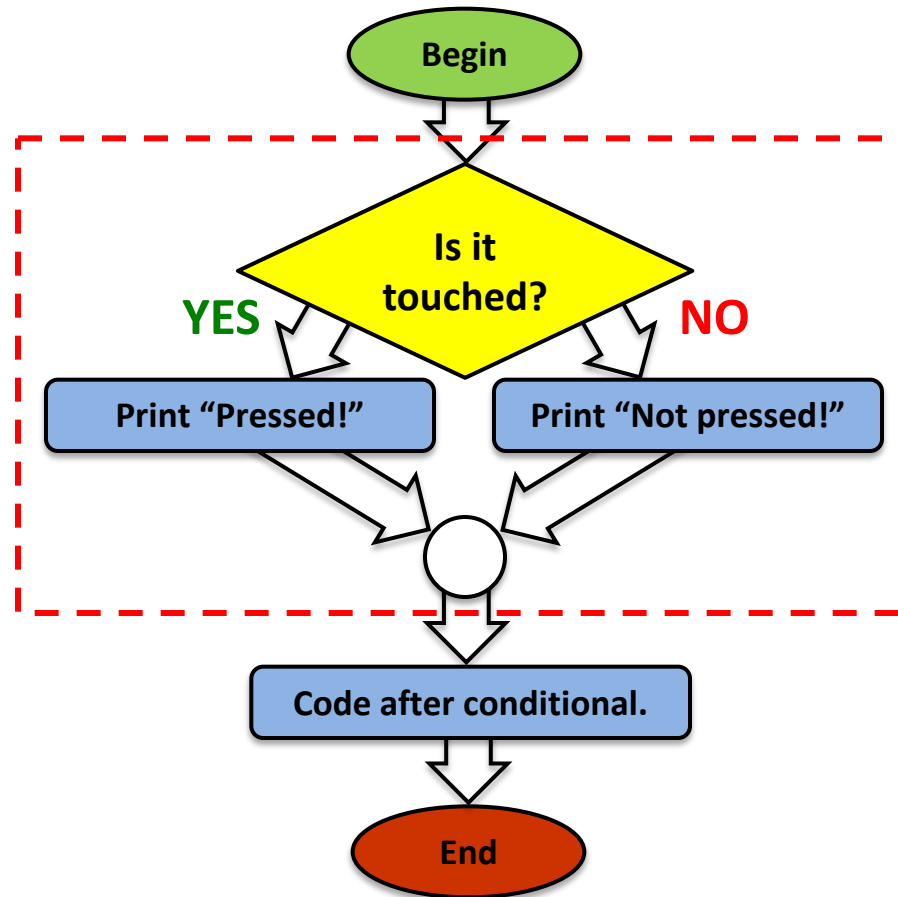 Begin
Is it
touched?
YES
NO
Print “Pressed!”
Print “Not pressed!”
Code after conditional.
End